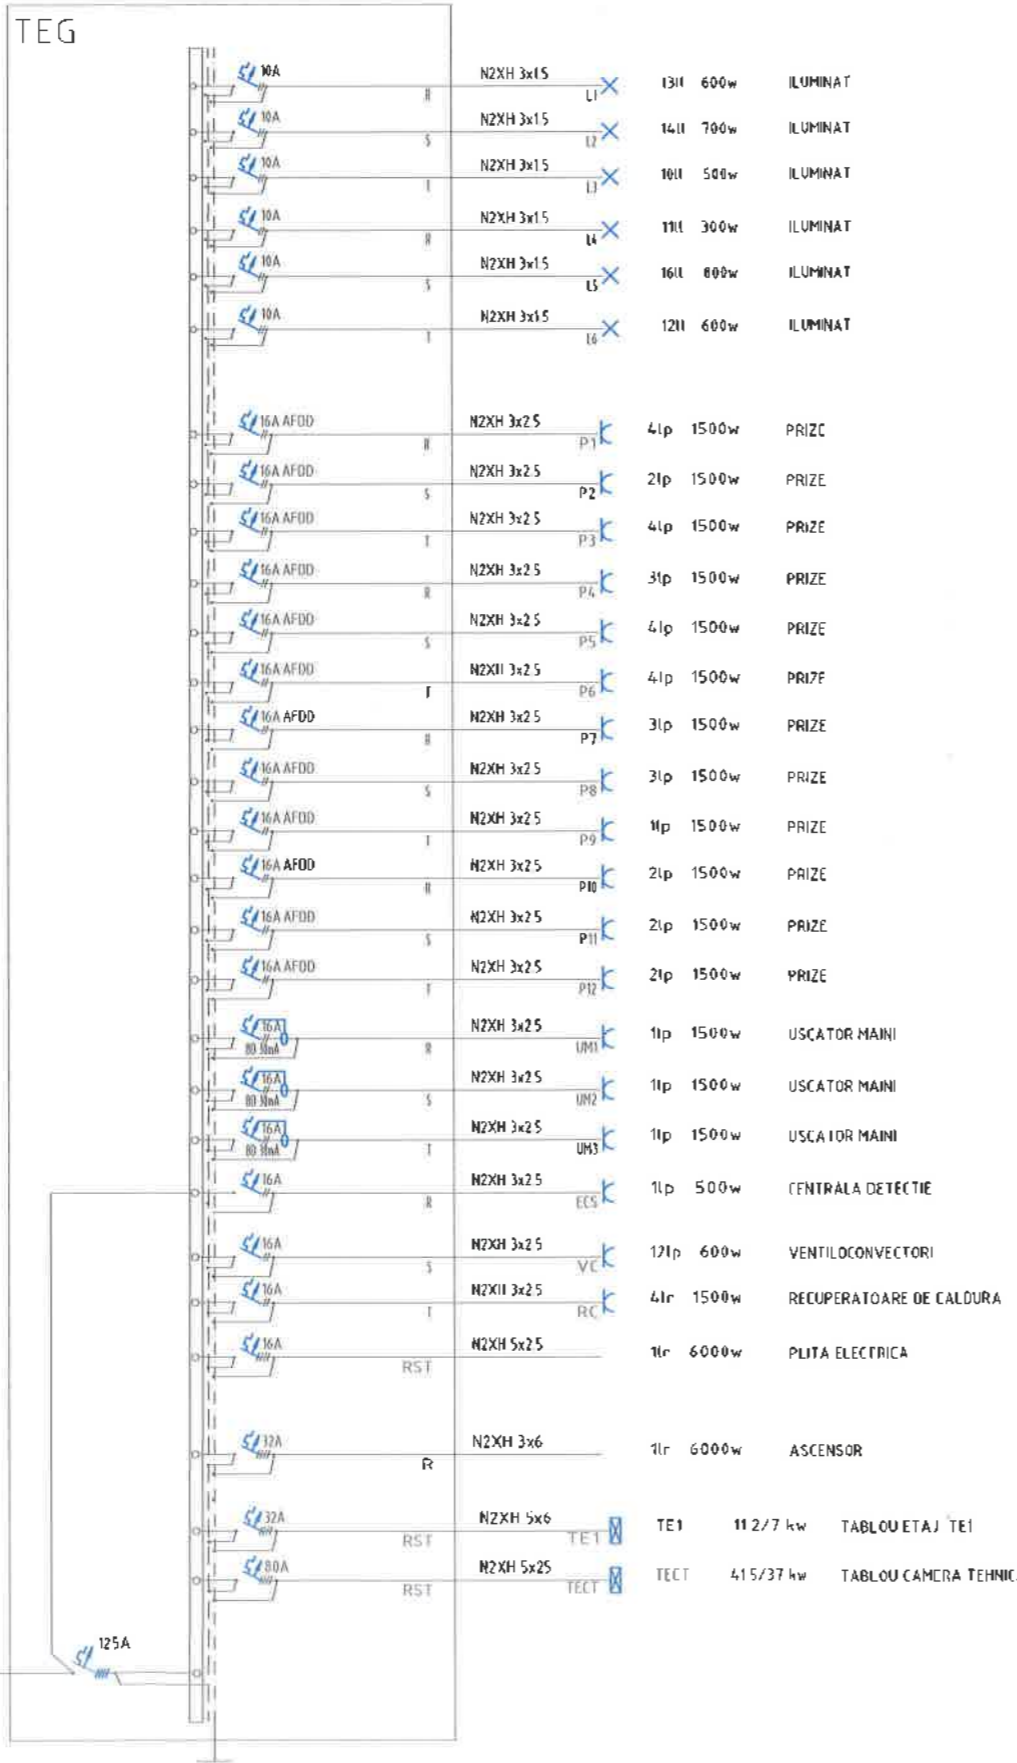 TEG
10A N2XH 3x1.5 R L1 13ll 600w ILUMINAT
10A N2XH 3x1.5 S L2 14ll 700w ILUMINAT
10A N2XH 3x1.5 T L3 10ll 500w ILUMINAT
10A N2XH 3x1.5 R L4 11ll 300w ILUMINAT
10A N2XH 3x1.5 S L5 16ll 800w ILUMINAT
10A N2XH 3x1.5 T L6 12ll 600w ILUMINAT
16A AFDD N2XH 3x2.5 R P1 4lp 1500w PRIZE
16A AFDD N2XH 3x2.5 S P2 2lp 1500w PRIZE
16A AFDD N2XH 3x2.5 T P3 4lp 1500w PRIZE
16A AFDD N2XH 3x2.5 R P4 3lp 1500w PRIZE
16A AFDD N2XH 3x2.5 S P5 4lp 1500w PRIZE
16A AFDD N2XH 3x2.5 T P6 4lp 1500w PRIZE
16A AFDD N2XH 3x2.5 R P7 3lp 1500w PRIZE
16A AFDD N2XH 3x2.5 S P8 3lp 1500w PRIZE
16A AFDD N2XH 3x2.5 T P9 1lp 1500w PRIZE
16A AFDD N2XH 3x2.5 R P10 2lp 1500w PRIZE
16A AFDD N2XH 3x2.5 S P11 2lp 1500w PRIZE
16A AFDD N2XH 3x2.5 T P12 2lp 1500w PRIZE
16A N2XH 3x2.5 R UM1 1lp 1500w USCATOR MAINI
30mA
16A N2XH 3x2.5 S UM2 1lp 1500w USCATOR MAINI
30mA
16A N2XH 3x2.5 T UM3 1lp 1500w USCATOR MAINI
30mA
16A N2XH 3x2.5 R ECS 1lp 500w CENTRALA DETECTIE
16A N2XH 3x2.5 S VC 12lp 600w VENTILOCONVECTORI
16A N2XH 3x2.5 T RC 4lr 1500w RECUPERATOARE DE CALDURA
16A N2XH 5x2.5 RST 1lr 6000w PLITA ELECTRICA
32A N2XH 3x6 R 1lr 6000w ASCENSOR
32A N2XH 5x6 RST TE1 TE1 11.2/7 kw TABLOU ETAJ TE1
80A N2XH 5x25 RST TECT TECT 41.5/37 kw TABLOU CAMERA TEHNIC
125A